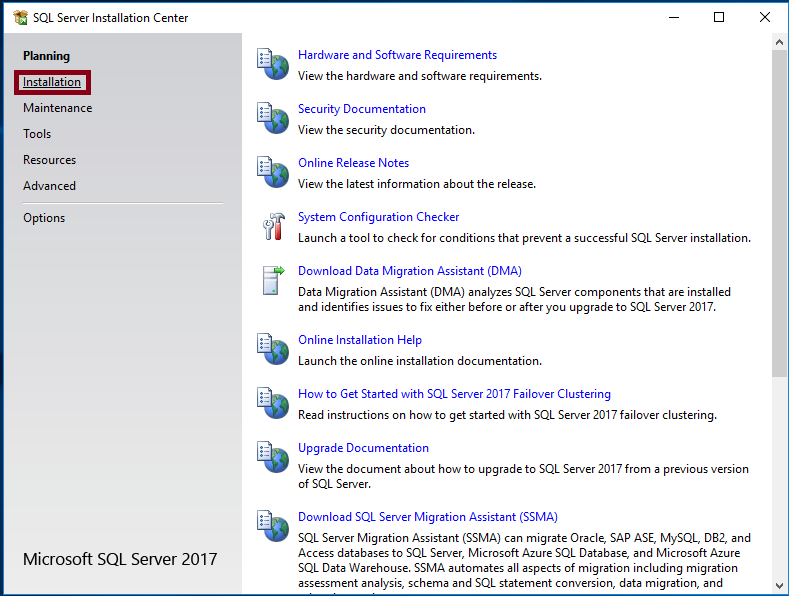 SQL Server Installation Center
Planning
Installation
Maintenance
Tools
Resources
Advanced
Options
Microsoft SQL Server 2017
Hardware and Software Requirements
View the hardware and software requirements.
Security Documentation
View the security documentation.
Online Release Notes
View the latest information about the release.
System Configuration Checker
Launch a tool to check for conditions that prevent a successful SQL Server installation.
Download Data Migration Assistant (DMA)
Data Migration Assistant (DMA) analyzes SQL Server components that are installed
and identifies issues to fix either before or after you upgrade to SQL Server 2017.
Online Installation Help
Launch the online installation documentation.
How to Get Started with SQL Server 2017 Failover Clustering
Read instructions on how to get started with SQL Server 2017 failover clustering.
Upgrade Documentation
View the document about how to upgrade to SQL Server 2017 from a previous version
of SQL Server.
Download SQL Server Migration Assistant (SSMA)
SQL Server Migration Assistant (SSMA) can migrate Oracle, SAP ASE, MySQL, DB2, and
Access databases to SQL Server, Microsoft Azure SQL Database, and Microsoft Azure
SQL Data Warehouse. SSMA automates all aspects of migration including migration
assessment analysis, schema and SQL statement conversion, data migration, and